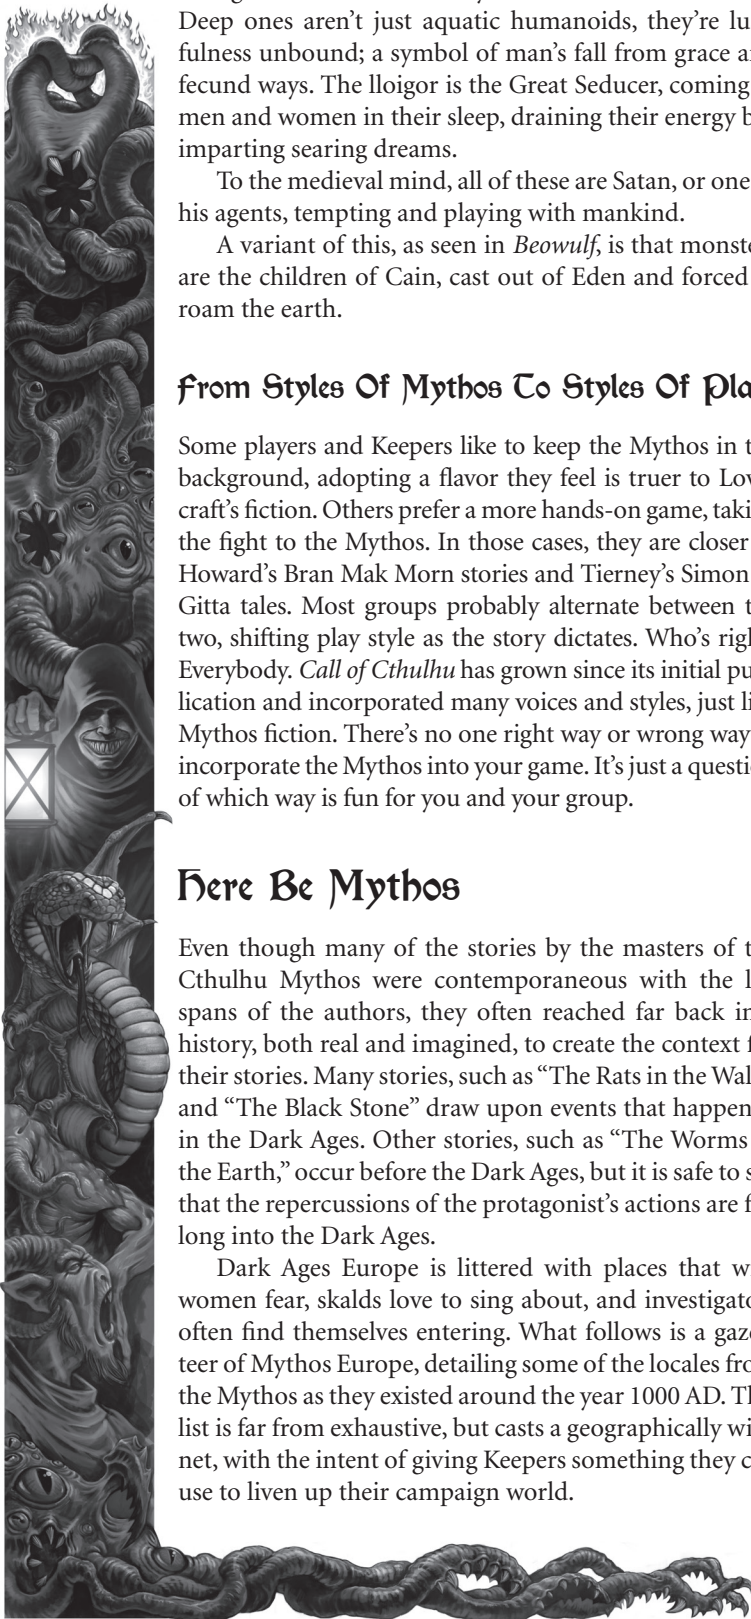 Deep ones aren't just aquatic humanoids, they're lu
fulness unbound; a symbol of man's fall from grace a
fecund ways. The lloigor is the Great Seducer, coming
men and women in their sleep, draining their energy b
imparting searing dreams.
To the medieval mind, all of these are Satan, or one
his agents, tempting and playing with mankind.
A variant of this, as seen in Beowulf, is that monste
are the children of Cain, cast out of Eden and forced
roam the earth.
From Styles Of Mythos To Styles Of Pla
Some players and Keepers like to keep the Mythos in t
background, adopting a flavor they feel is truer to Lov
craft's fiction. Others prefer a more hands-on game, taki
the fight to the Mythos. In those cases, they are closer
Howard's Bran Mak Morn stories and Tierney's Simon
Gitta tales. Most groups probably alternate between t
two, shifting play style as the story dictates. Who's righ
Everybody. Call of Cthulhu has grown since its initial pu
lication and incorporated many voices and styles, just li
Mythos fiction. There's no one right way or wrong way
incorporate the Mythos into your game. It's just a questi
of which way is fun for you and your group.
Here Be Mythos
Even though many of the stories by the masters of t
Cthulhu Mythos were contemporaneous with the l
spans of the authors, they often reached far back in
history, both real and imagined, to create the context f
their stories. Many stories, such as “The Rats in the Wal
and “The Black Stone” draw upon events that happen
in the Dark Ages. Other stories, such as “The Worms
the Earth,” occur before the Dark Ages, but it is safe to s
that the repercussions of the protagonist's actions are f
long into the Dark Ages.
Dark Ages Europe is littered with places that wi
women fear, skalds love to sing about, and investigato
often find themselves entering. What follows is a gaz
teer of Mythos Europe, detailing some of the locales fro
the Mythos as they existed around the year 1000 AD. Th
list is far from exhaustive, but casts a geographically wi
net, with the intent of giving Keepers something they c
use to liven up their campaign world.